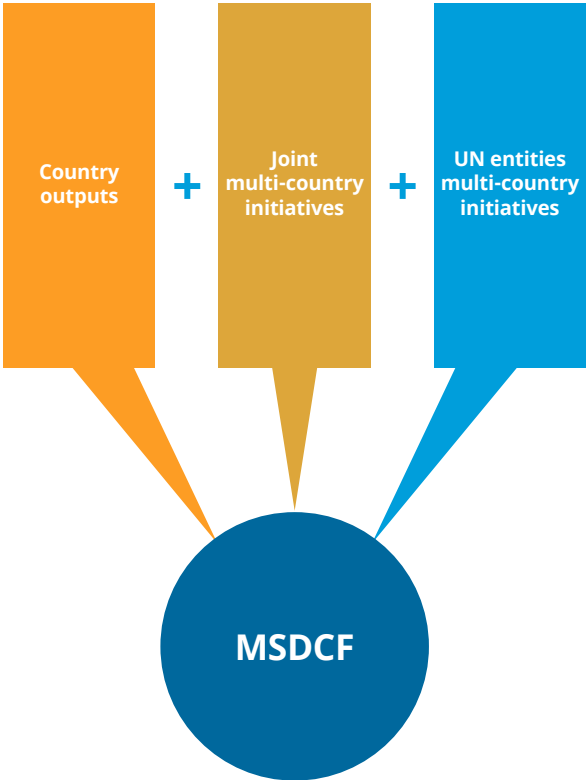 Country
outputs
+
Joint
multi-country
initiatives
+
UN entities
multi-country
initiatives
MSDCF